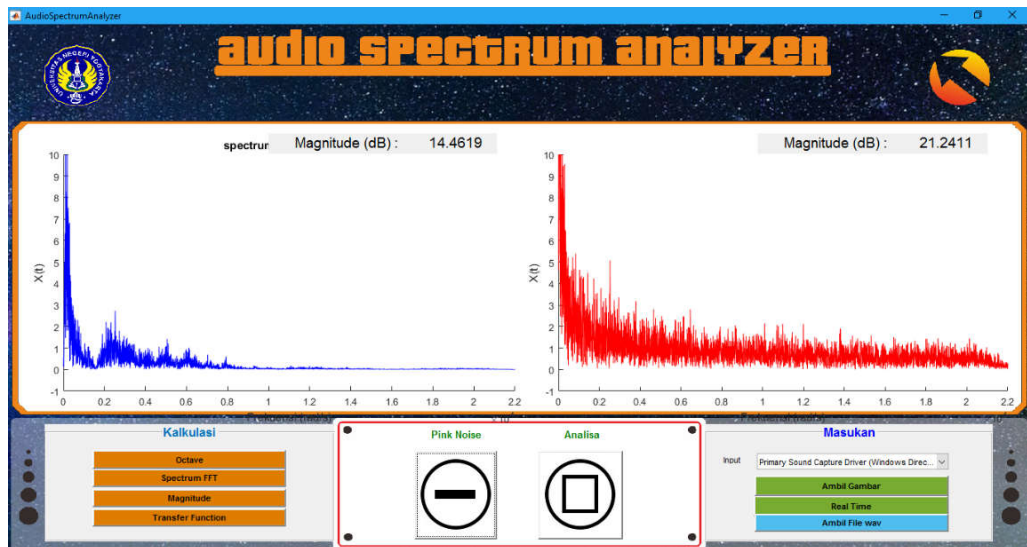 AudioSpectrumAnalyzer
AUDIO SPECTRUM ANALYZER
UNIVERSITAS NEGERI YOGYAKARTA
spectrur Magnitude (dB) : 14.4619
Magnitude (dB) : 21.2411
10
9
8
7
6
5
4
3
2
1
0
-1
X(t)
0 0.2 0.4 0.6 0.8 1 1.2 1.4 1.6 1.8 2 2.2
10
9
8
7
6
5
4
3
2
1
0
-1
X(t)
0 0.2 0.4 0.6 0.8 1 1.2 1.4 1.6 1.8 2 2.2
Kalkulasi
Octave
Spectrum FFT
Magnitude
Transfer Function
Pink Noise
Analisa
Masukan
Input Primary Sound Capture Driver (Windows Direc...
Ambil Gambar
Real Time
Ambil File wav